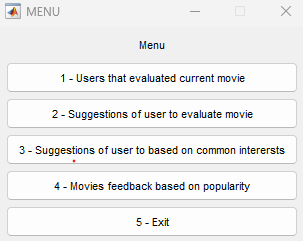 MENU
Menu
1 - Users that evaluated current movie
2 - Suggestions of user to evaluate movie
3 - Suggestions of user to based on common interersts
4 - Movies feedback based on popularity
5 - Exit